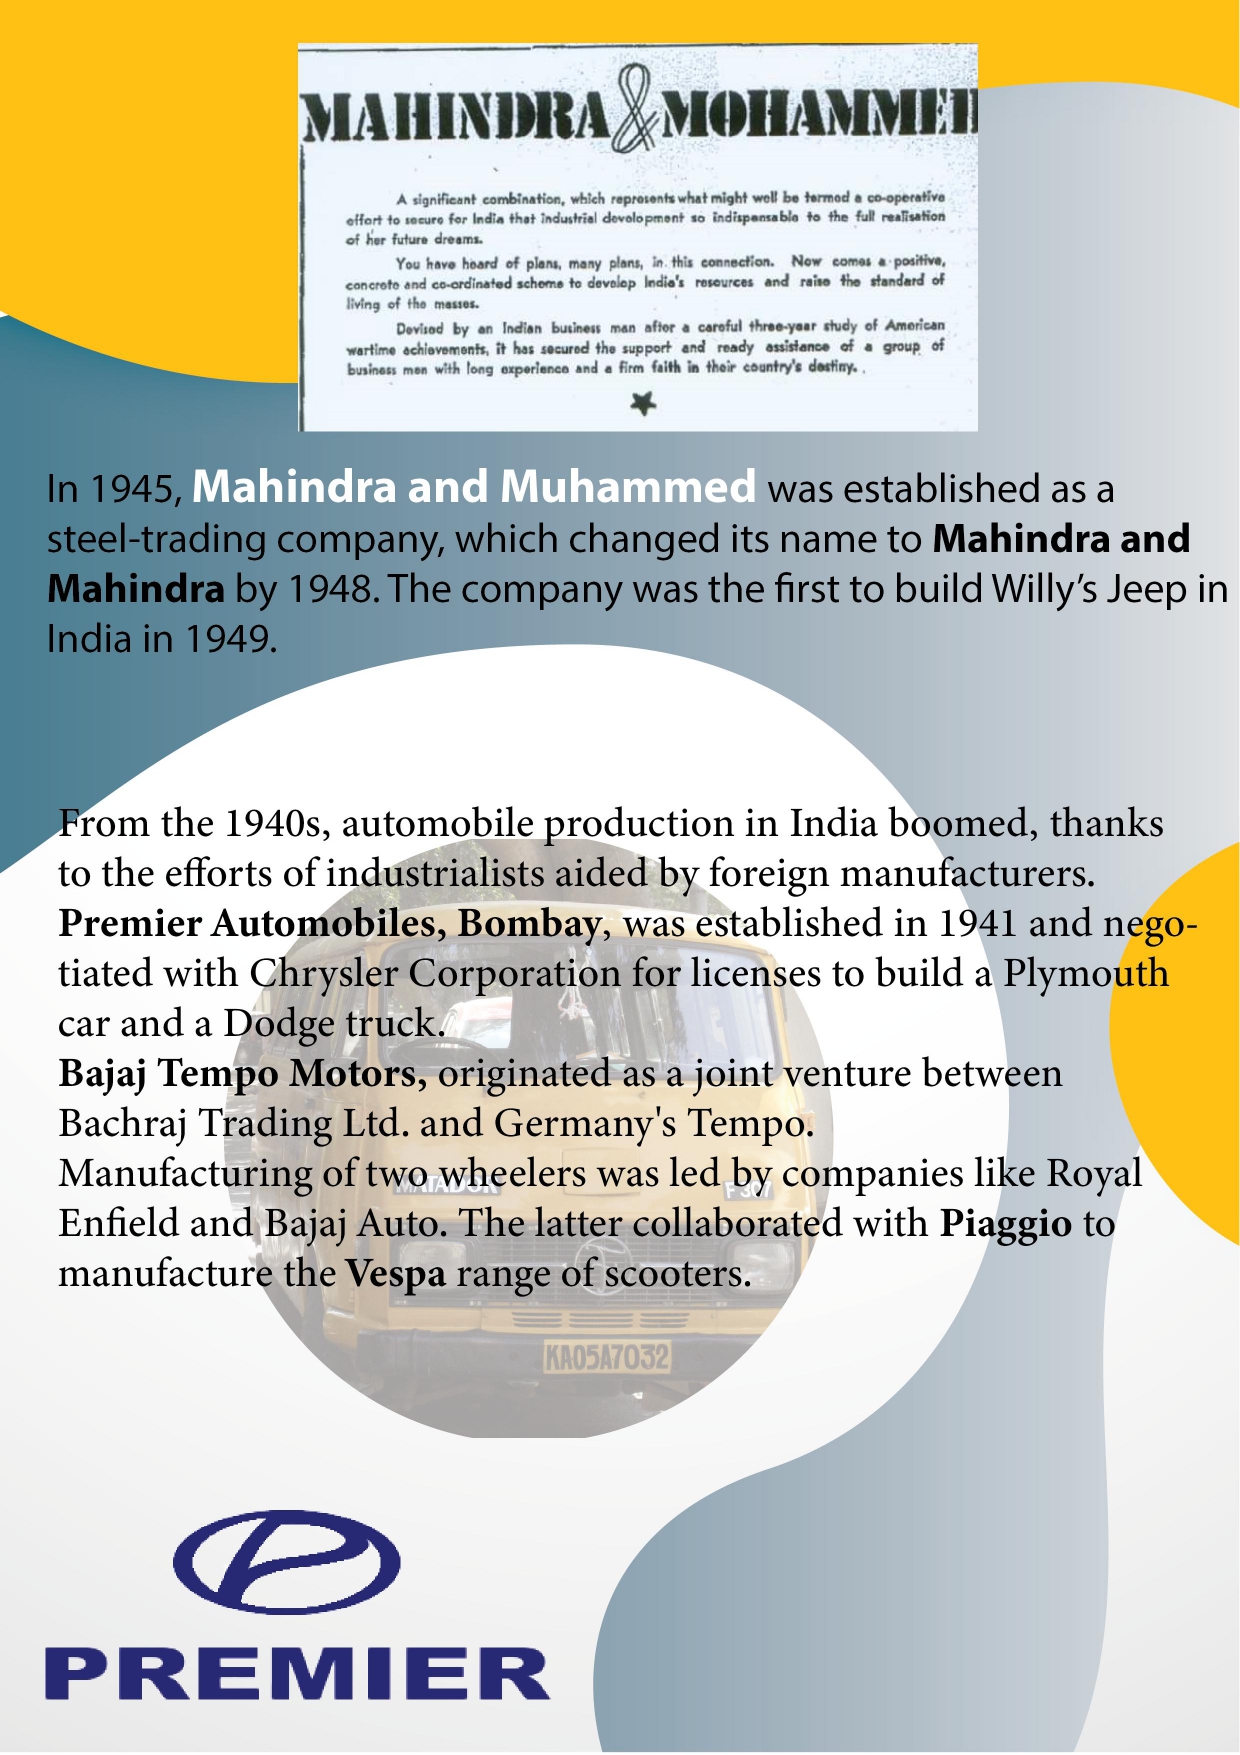 MAHINDRA & MOHAMMED
A significant combination, which represents what might well be termed a co-operative
effort to secure for India that industrial development so indispensable to the full realisation
of her future dreams.
You have heard of plans, many plans, in this connection. Now comes a positive,
concrete and co-ordinated scheme to develop India's resources and raise the standard of
living of the masses.
Devised by an Indian business man after a careful three-year study of American
wartime achievements, it has secured the support and ready assistance of a group of
business men with long experience and a firm faith in their country's destiny.
In 1945, Mahindra and Muhammed was established as a
steel-trading company, which changed its name to Mahindra and
Mahindra by 1948. The company was the first to build Willy’s Jeep in
India in 1949.
From the 1940s, automobile production in India boomed, thanks
to the efforts of industrialists aided by foreign manufacturers.
Premier Automobiles, Bombay, was established in 1941 and nego-
tiated with Chrysler Corporation for licenses to build a Plymouth
car and a Dodge truck.
Bajaj Tempo Motors, originated as a joint venture between
Bachraj Trading Ltd. and Germany's Tempo.
Manufacturing of two wheelers was led by companies like Royal
Enfield and Bajaj Auto. The latter collaborated with Piaggio to
manufacture the Vespa range of scooters.
MATADOR
F 307
KA05A7032
PREMIER